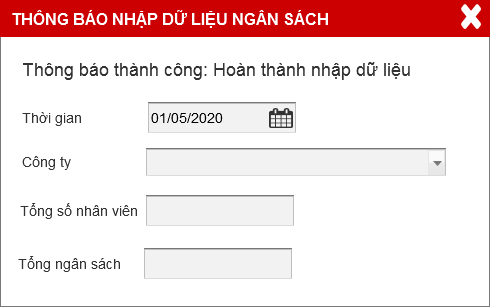 THÔNG BÁO NHẬP DỮ LIỆU NGÂN SÁCH
Thông báo thành công: Hoàn thành nhập dữ liệu
Thời gian 01/05/2020
Công ty
Tổng số nhân viên
Tổng ngân sách